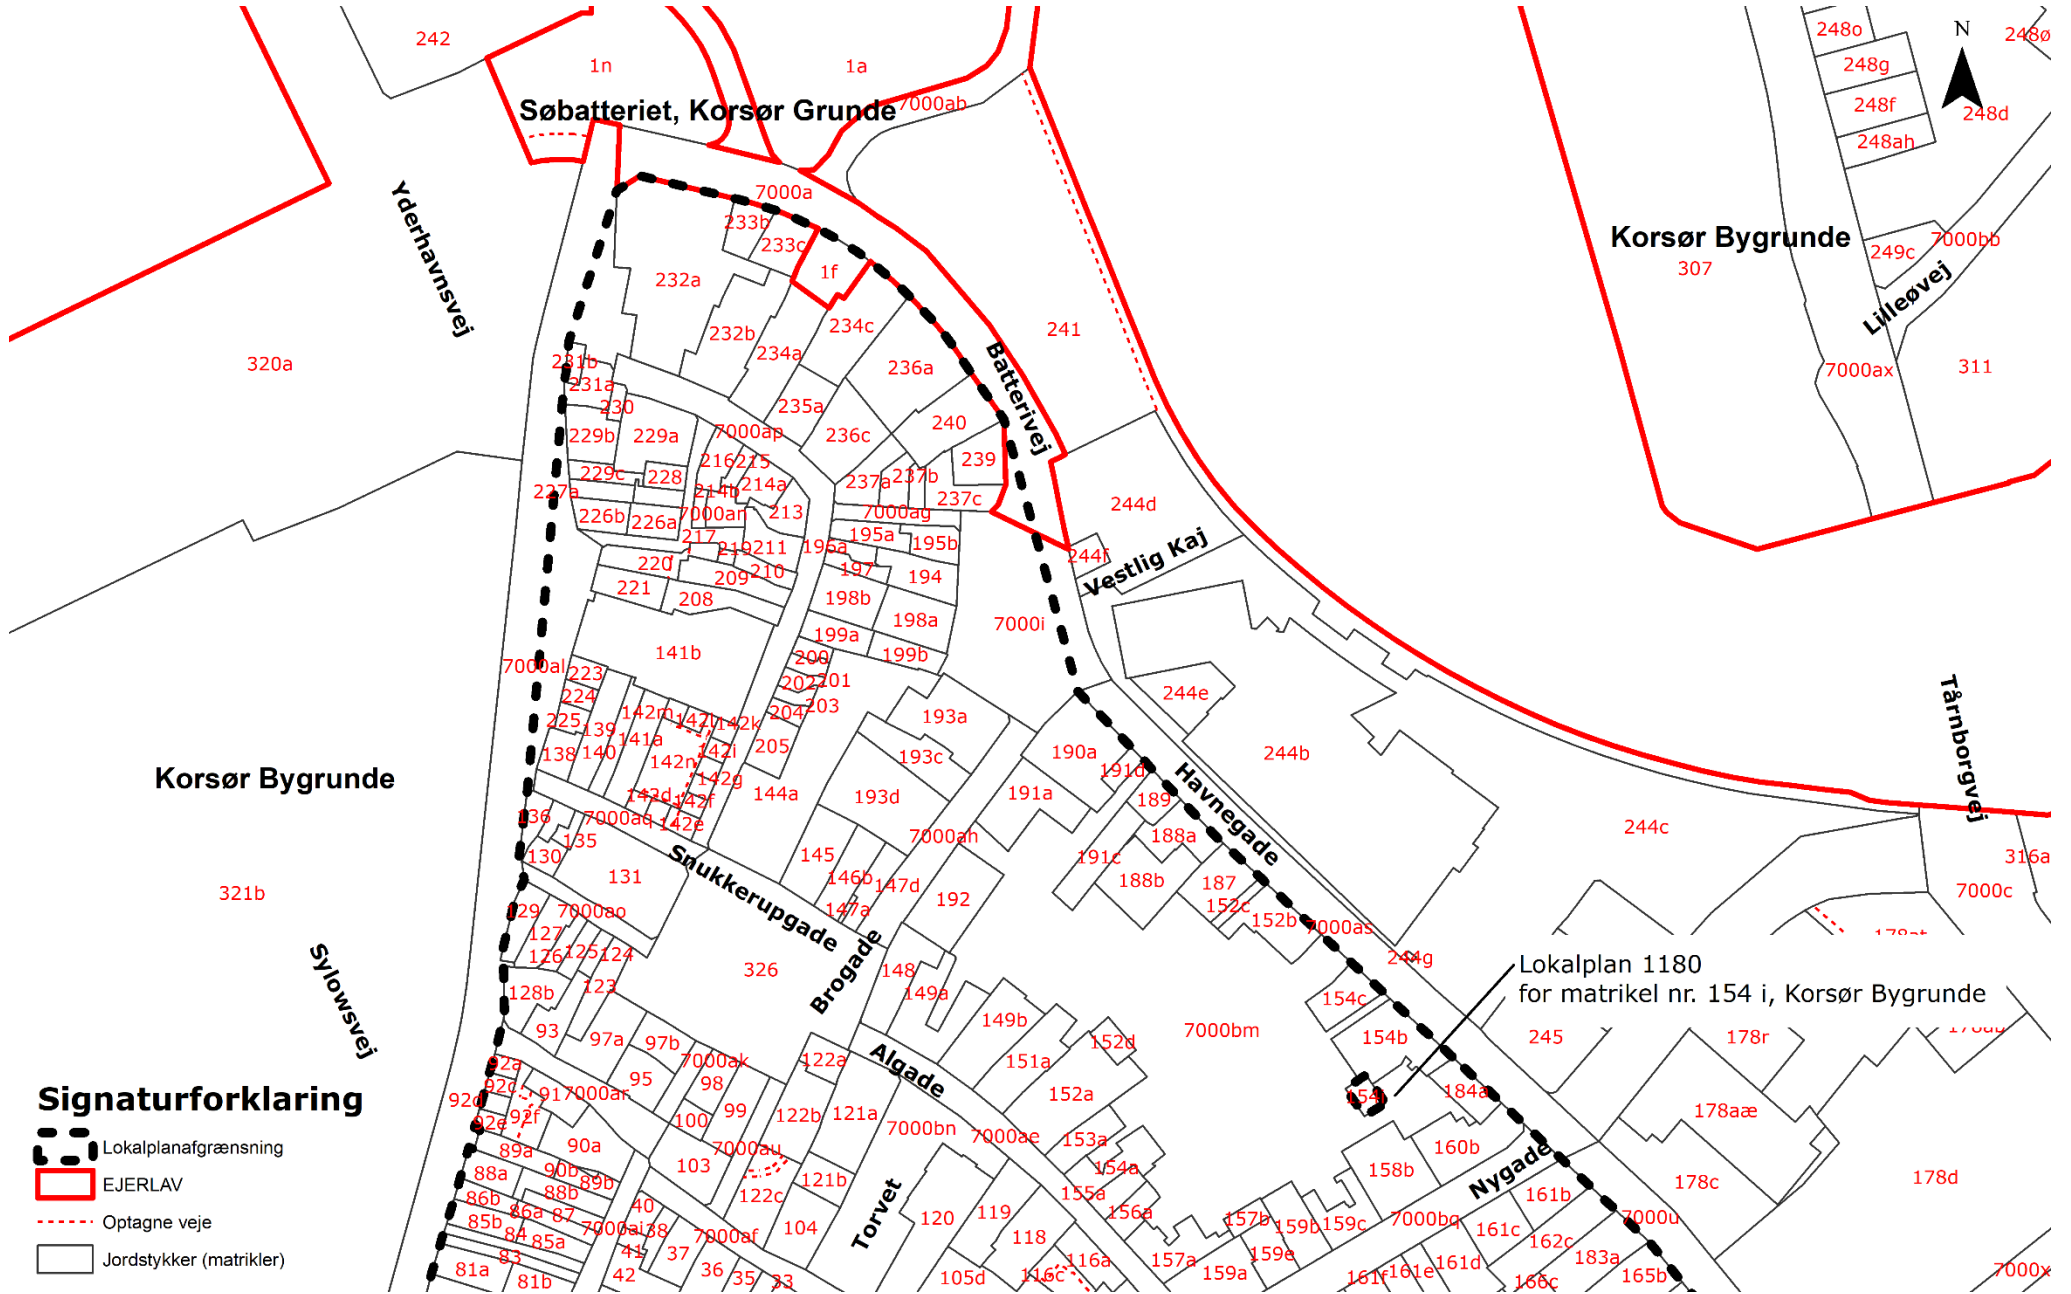 242
1n
1a
7000ab
Søbatteriet, Korsør Grunde
248o
248ø
N
248g
248f
248d
248ah
Yderhavnsvej
7000a
233b
233c
1f
232a
Korsør Bygrunde
307
249c
7000bb
Lilleøvej
232b
234c
234a
241
Batterivej
320a
231b
231a
230
236a
235a
7000ax
311
229b
229a
7000ap
236c
240
239
216
215
229c
228
214a
214b
237a
237b
237c
227a
226b
226a
7000an
213
7000ag
244d
217
219
211
196a
195a
195b
244f
Vestlig Kaj
220
209
210
197
194
221
208
198b
198a
7000i
199a
199b
141b
200
7000al
223
202
201
224
203
204
225
139
142m
142l
142k
193a
244e
Tårnborgvej
138
140
141a
142i
205
193c
190a
244b
142n
142g
191d
Korsør Bygrunde
142d
142f
144a
193d
191a
189
Havnegade
136
7000aq
142e
7000ah
188a
244c
135
130
131
Snukkerupgade
145
146b
147d
191c
188b
187
316a
7000c
321b
129
7000ao
147a
192
152c
152b
7000as
127
126
125
124
Brogade
244g
Sylowsvej
326
148
Lokalplan 1180
for matrikel nr. 154 i, Korsør Bygrunde
128b
123
149a
154c
93
97a
97b
149b
152d
7000bm
154b
245
178r
92a
7000ak
122a
Algade
151a
92c
91
7000ar
95
98
152a
154i
184a
92d
92f
92e
99
100
122b
121a
7000bn
7000ae
153a
178aæ
Signaturforklaring
Lokalplanafgrænsning
EJERLAV
Optagne veje
Jordstykker (matrikler)
89a
90a
7000au
103
154a
160b
158b
Nygade
88a
90b
89b
121b
155a
178c
178d
86b
88b
86a
87
122c
Torvet
119
156a
161b
85b
84
85a
7000ai
40
38
7000af
104
120
118
157b
159b
159c
7000bq
161c
162c
7000u
83
41
37
116a
157a
159e
161d
183a
81a
81b
42
36
35
33
105d
116c
159a
161f
161e
166c
165b
7000x